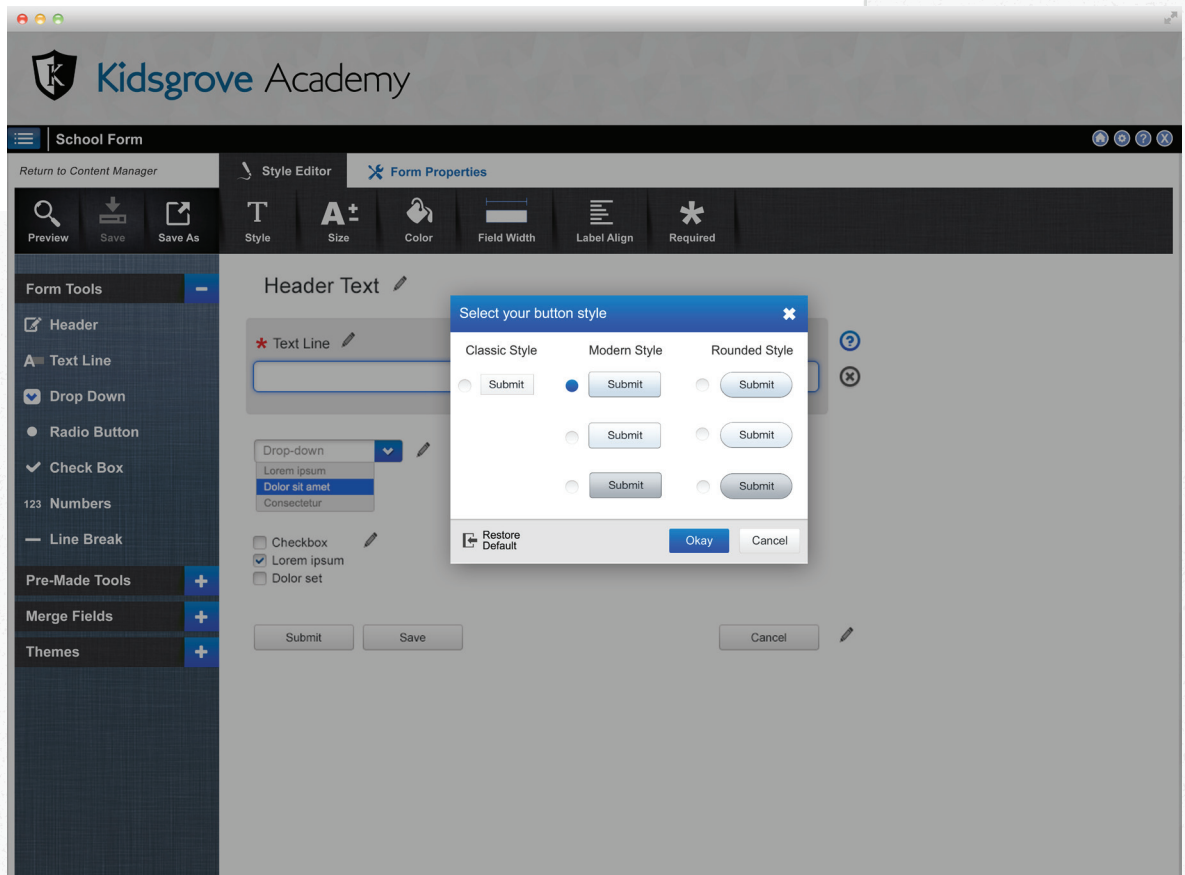 K
Kidsgrove Academy
School Form
Return to Content Manager
Style Editor
Form Properties
Preview
Save
Save As
T
Style
A±
Size
Color
Field Width
Label Align
Required
Form Tools
Header
A Text Line
Drop Down
Radio Button
Check Box
123 Numbers
Line Break
Pre-Made Tools
Merge Fields
Themes
Header Text
* Text Line
?
Drop-down
Lorem ipsum
Dolor sit amet
Consectetur
Checkbox
Lorem ipsum
Dolor set
Submit
Save
Cancel
Select your button style
Classic Style Modern Style Rounded Style
Submit Submit Submit
Submit Submit
Submit Submit
Restore
Default
Okay
Cancel